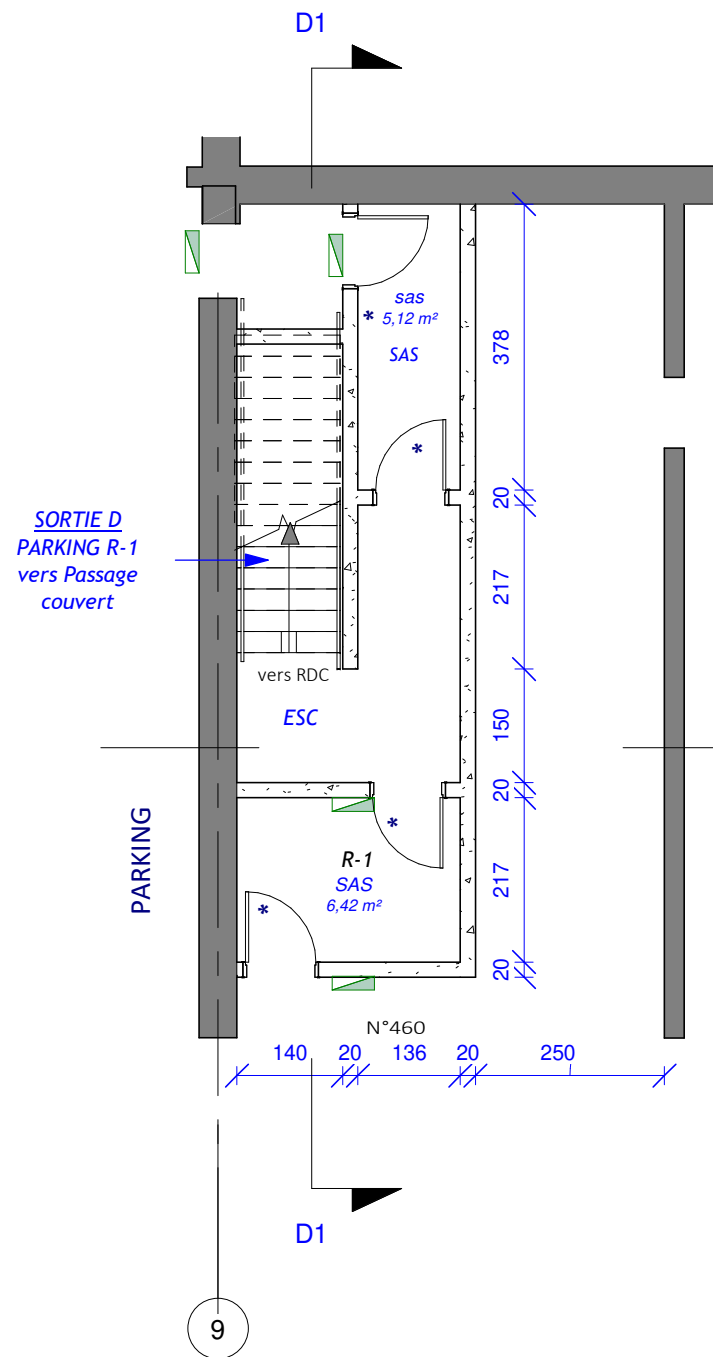 D1
sas
5,12 m²
*
SAS
378
*
20
SORTIE D
PARKING R-1
vers Passage
couvert
217
vers RDC
ESC
150
20
*
PARKING
R-1
SAS
6,42 m²
*
217
20
N°460
140 20 136 20 250
D1
9